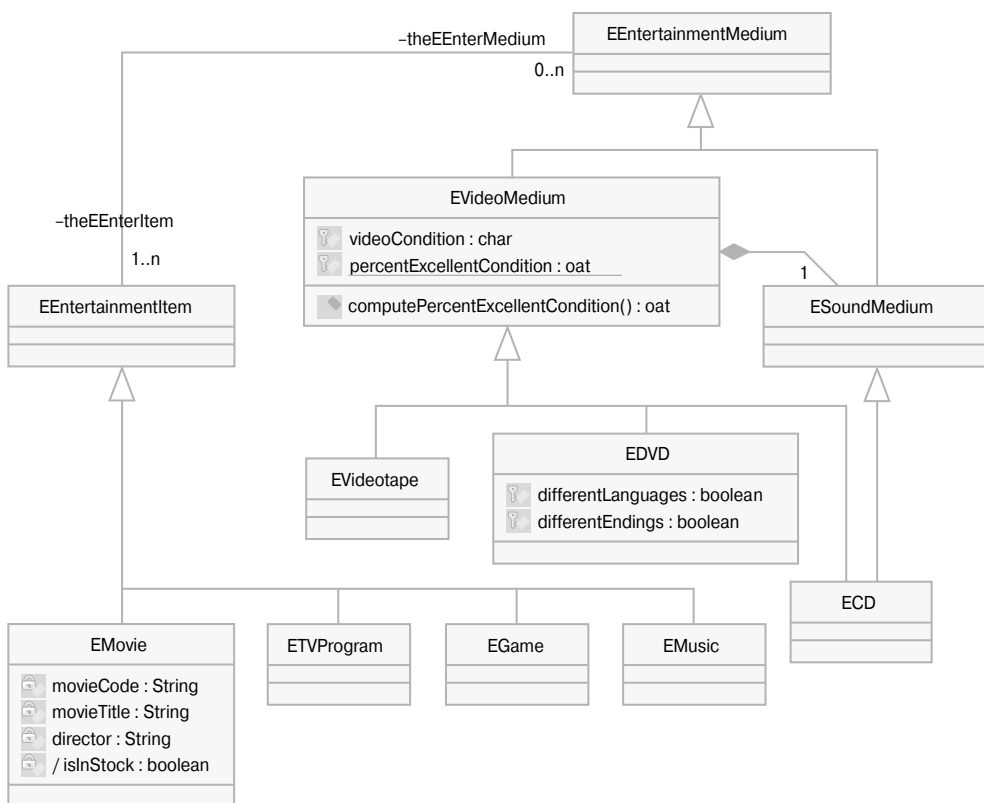 EEntertainmentMedium
–theEEnterMedium
0..n
EVideoMedium
videoCondition : char
percentExcellentCondition : oat
computePercentExcellentCondition() : oat
–theEEnterItem
1..n
1
EEntertainmentItem
ESoundMedium
EVideotape
EDVD
differentLanguages : boolean
differentEndings : boolean
ECD
EMovie
movieCode : String
movieTitle : String
director : String
/ isInStock : boolean
ETVProgram
EGame
EMusic